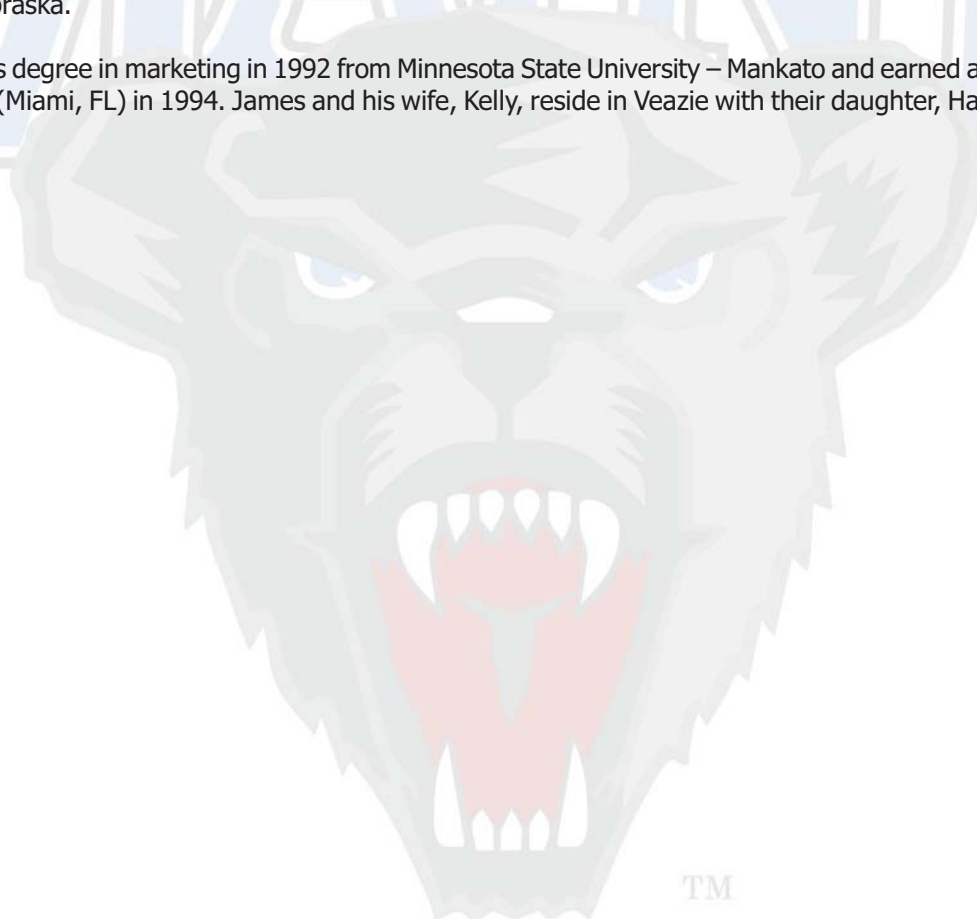 s degree in marketing in 1992 from Minnesota State University – Mankato and earned a
(Miami, FL) in 1994. James and his wife, Kelly, reside in Veazie with their daughter, Ha
TM